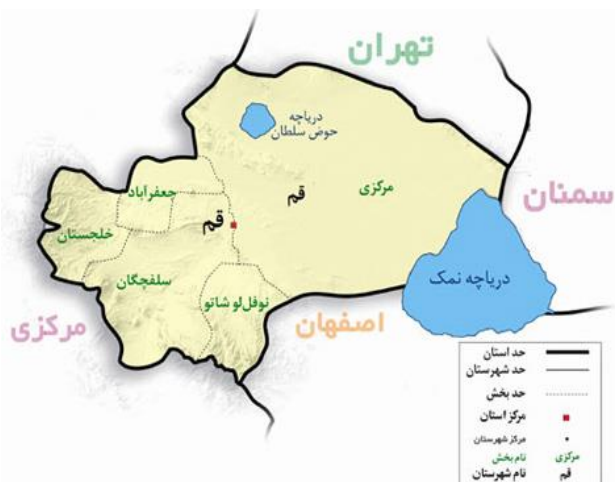 تهران
دریاچه
حوض سلطان
سمنان
جعفرآباد
قم
مرکزی
خلجستان
قم
سلفچگان
دریاچه نمک
نوفل‌لو شاتو
اصفهان
مرکزی
حد استان
حد شهرستان
حد بخش
مرکز استان
مرکز شهرستان
نام بخش مرکزی
نام شهرستان قم